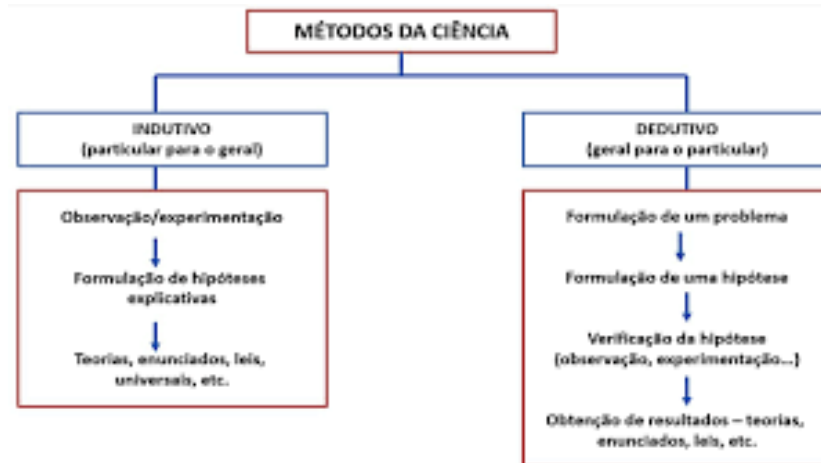 MÉTODOS DA CIÊNCIA
INDUTIVO
(particular para o geral)
Observação/experimentação
Formulação de hipóteses
explicativas
Teorias, enunciados, leis,
universais, etc.
DEDUTIVO
(geral para o particular)
Formulação de um problema
Formulação de uma hipótese
Verificação da hipótese
(observação, experimentação...)
Obtenção de resultados – teorias,
enunciados, leis, etc.